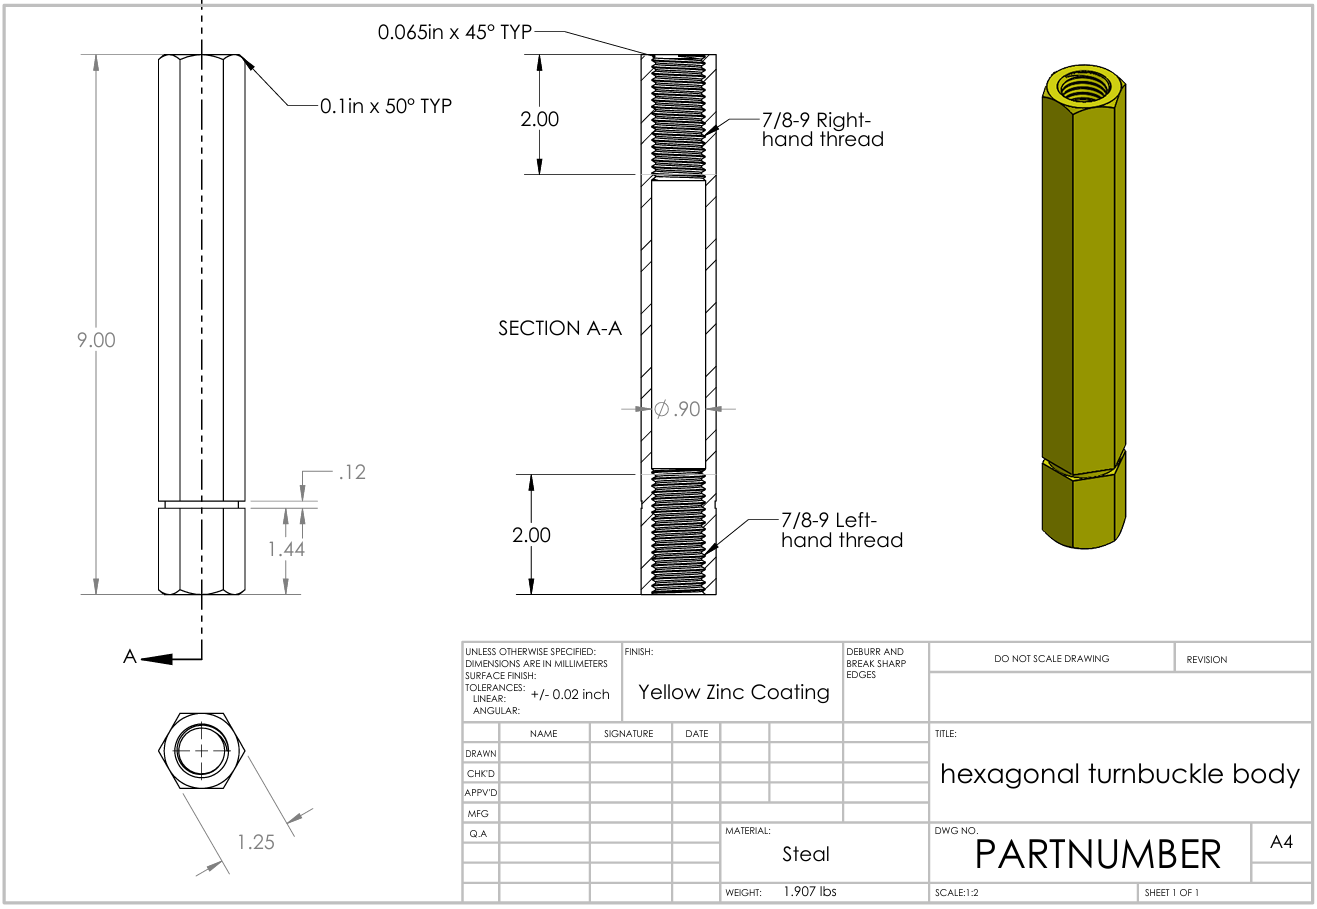 0.065in x 45° TYP
0.1in x 50° TYP
2.00
7/8-9 Right-
hand thread
9.00
SECTION A-A
Ø .90
.12
1.44
2.00
7/8-9 Left-
hand thread
A
1.25
UNLESS OTHERWISE SPECIFIED:
DIMENSIONS ARE IN MILLIMETERS
SURFACE FINISH:
TOLERANCES:
LINEAR:
ANGULAR:
+/- 0.02 inch
FINISH:
Yellow Zinc Coating
DEBURR AND
BREAK SHARP
EDGES
DO NOT SCALE DRAWING
REVISION
NAME
SIGNATURE
DATE
DRAWN
CHK'D
APPV'D
MFG
Q.A
TITLE:
hexagonal turnbuckle body
MATERIAL:
Steal
DWG NO.
PARTNUMBER
A4
WEIGHT: 1.907 lbs
SCALE:1:2
SHEET 1 OF 1